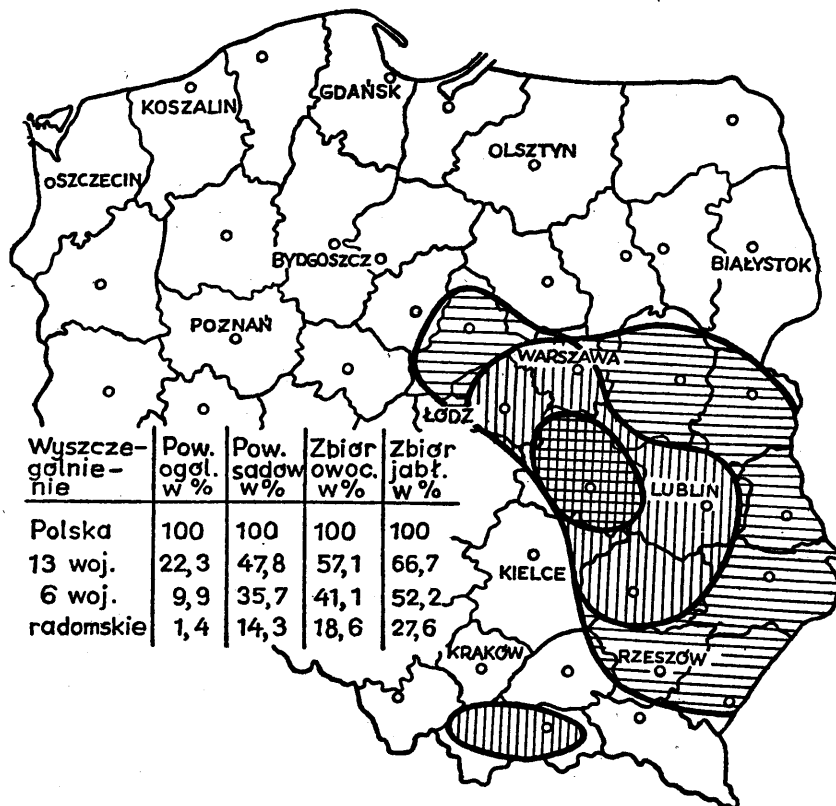 GDAŃSK
KOSZALIN
OLSZTYN
SZCZECIN
BYDGOSZCZ
BIAŁYSTOK
POZNAŃ
WARSZAWA
ŁÓDŹ
LUBLIN
KIELCE
KRAKÓW
RZESZÓW
Wyszcze- Pow. Pow. Zbiór Zbiór
gólnie- ogól. sadów owoc. jabł.
nie w % w % w % w %
Polska 100 100 100 100
13 woj. 22,3 47,8 57,1 66,7
6 woj. 9,9 35,7 41,1 52,2
radomskie 1,4 14,3 18,6 27,6